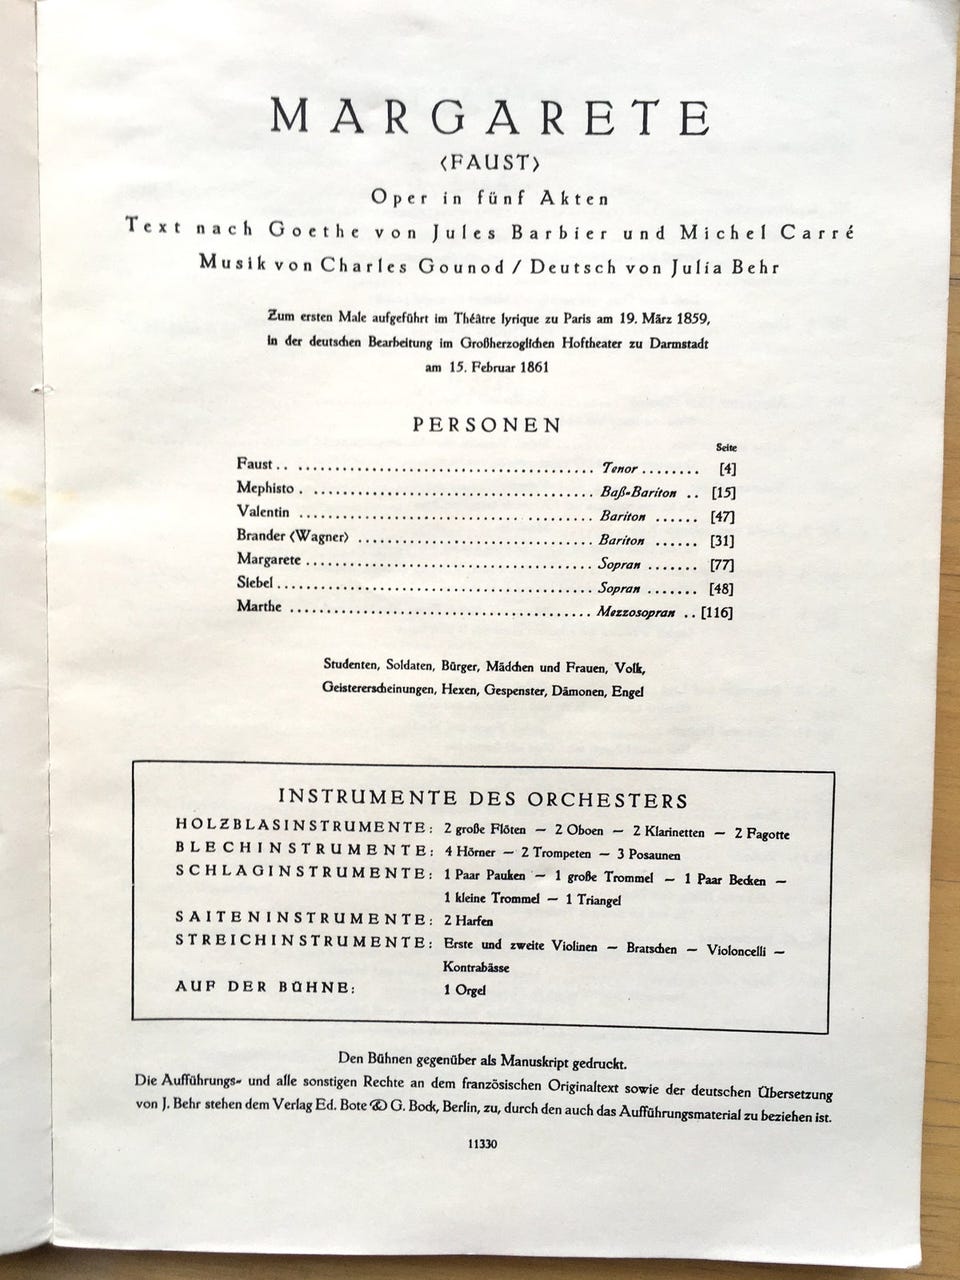 MARGARETE
<FAUST>
Oper in fünf Akten
Text nach Goethe von Jules Barbier und Michel Carré
Musik von Charles Gounod / Deutsch von Julia Behr
Zum ersten Male aufgeführt im Théâtre lyrique zu Paris am 19. März 1859,
in der deutschen Bearbeitung im Großherzoglichen Hoftheater zu Darmstadt
am 15. Februar 1861
PERSONEN
Seite
Faust .. ........................................ Tenor ........ [4]
Mephisto . ...................................... Baß-Bariton .. [15]
Valentin ........................................ Bariton ...... [47]
Brander <Wagner> ................................ Bariton ...... [31]
Margarete ....................................... Sopran ....... [77]
Siebel .......................................... Sopran ....... [48]
Marthe .......................................... Mezzosopran .. [116]
Studenten, Soldaten, Bürger, Mädchen und Frauen, Volk,
Geistererscheinungen, Hexen, Gespenster, Dämonen, Engel
INSTRUMENTE DES ORCHESTERS
HOLZBLASINSTRUMENTE: 2 große Flöten — 2 Oboen — 2 Klarinetten — 2 Fagotte
BLECHINSTRUMENTE: 4 Hörner — 2 Trompeten — 3 Posaunen
SCHLAGINSTRUMENTE: 1 Paar Pauken — 1 große Trommel — 1 Paar Becken —
1 kleine Trommel — 1 Triangel
SAITENINSTRUMENTE: 2 Harfen
STREICHINSTRUMENTE: Erste und zweite Violinen — Bratschen — Violoncelli —
Kontrabässe
AUF DER BÜHNE: 1 Orgel
Den Bühnen gegenüber als Manuskript gedruckt.
Die Aufführungs- und alle sonstigen Rechte an dem französischen Originaltext sowie der deutschen Übersetzung
von J. Behr stehen dem Verlag Ed. Bote & G. Bock, Berlin, zu, durch den auch das Aufführungsmaterial zu beziehen ist.
11330